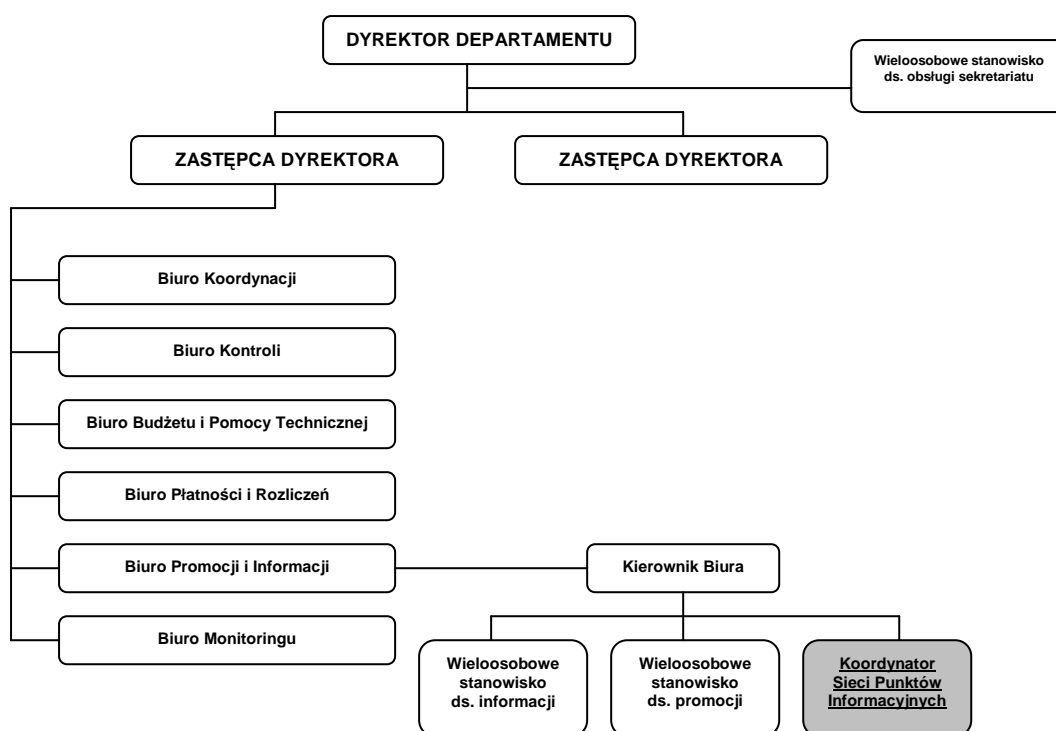 DYREKTOR DEPARTAMENTU
Wieloosobowe stanowisko
ds. obsługi sekretariatu
ZASTĘPCA DYREKTORA
ZASTĘPCA DYREKTORA
Biuro Koordynacji
Biuro Kontroli
Biuro Budżetu i Pomocy Technicznej
Biuro Płatności i Rozliczeń
Biuro Promocji i Informacji
Kierownik Biura
Biuro Monitoringu
Wieloosobowe
stanowisko
ds. informacji
Wieloosobowe
stanowisko
ds. promocji
Koordynator
Sieci Punktów
Informacyjnych